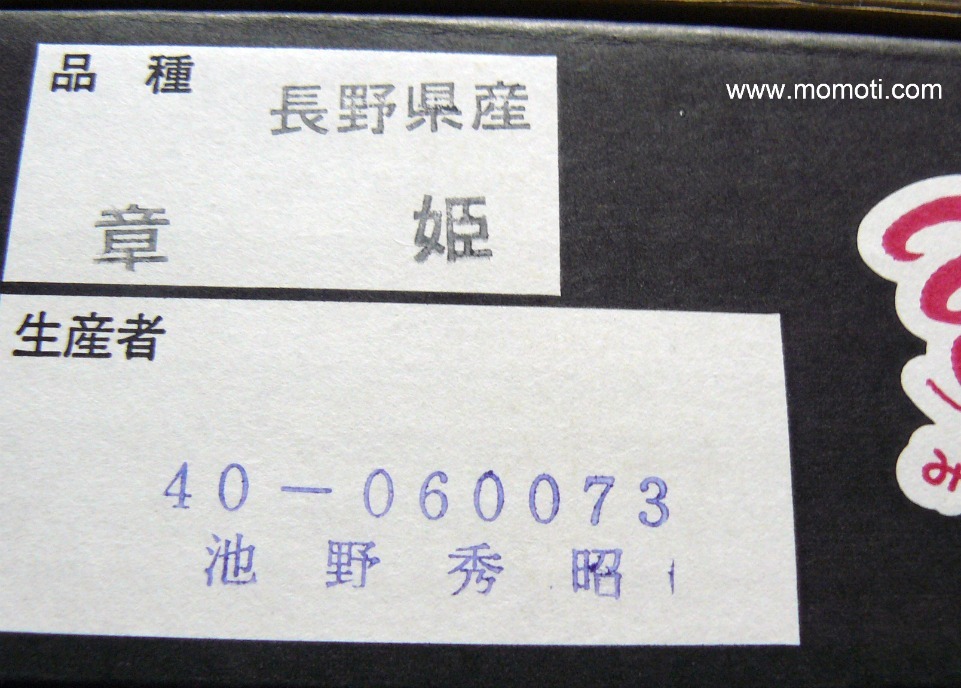 品 種
長野県産
章 姫
生産者
40-060073
池野秀昭
www.momoti.com
み